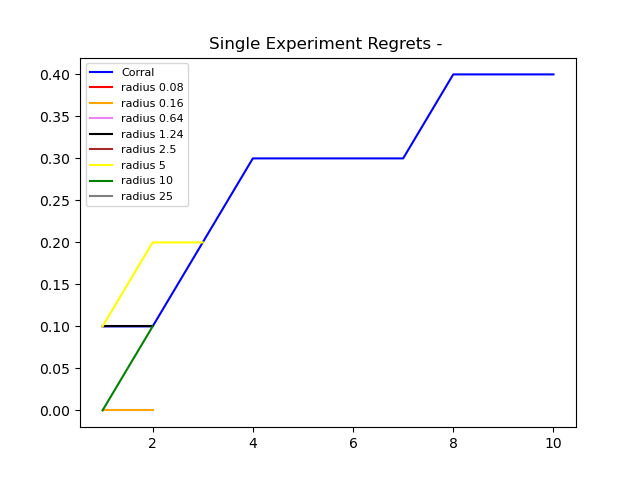 Single Experiment Regrets -
0.40
0.35
0.30
0.25
0.20
0.15
0.10
0.05
0.00
Corral
radius 0.08
radius 0.16
radius 0.64
radius 1.24
radius 2.5
radius 5
radius 10
radius 25
2 4 6 8 10